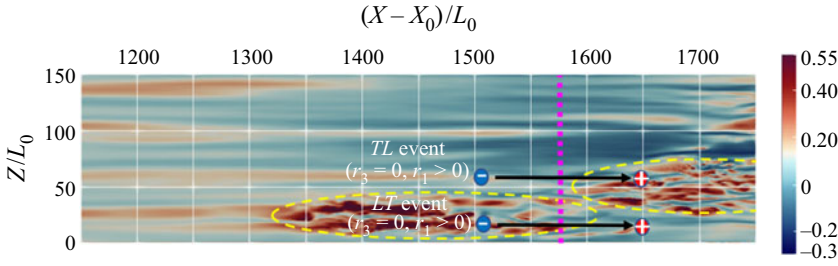 (X – X₀)/L₀
1200 1300 1400 1500 1600 1700
Z/L₀
150
100
50
0
TL event
(r₃ = 0, r₁ > 0)
LT event
(r₃ = 0, r₁ > 0)
– +
– +
0.55
0.40
0.20
0
–0.2
–0.3